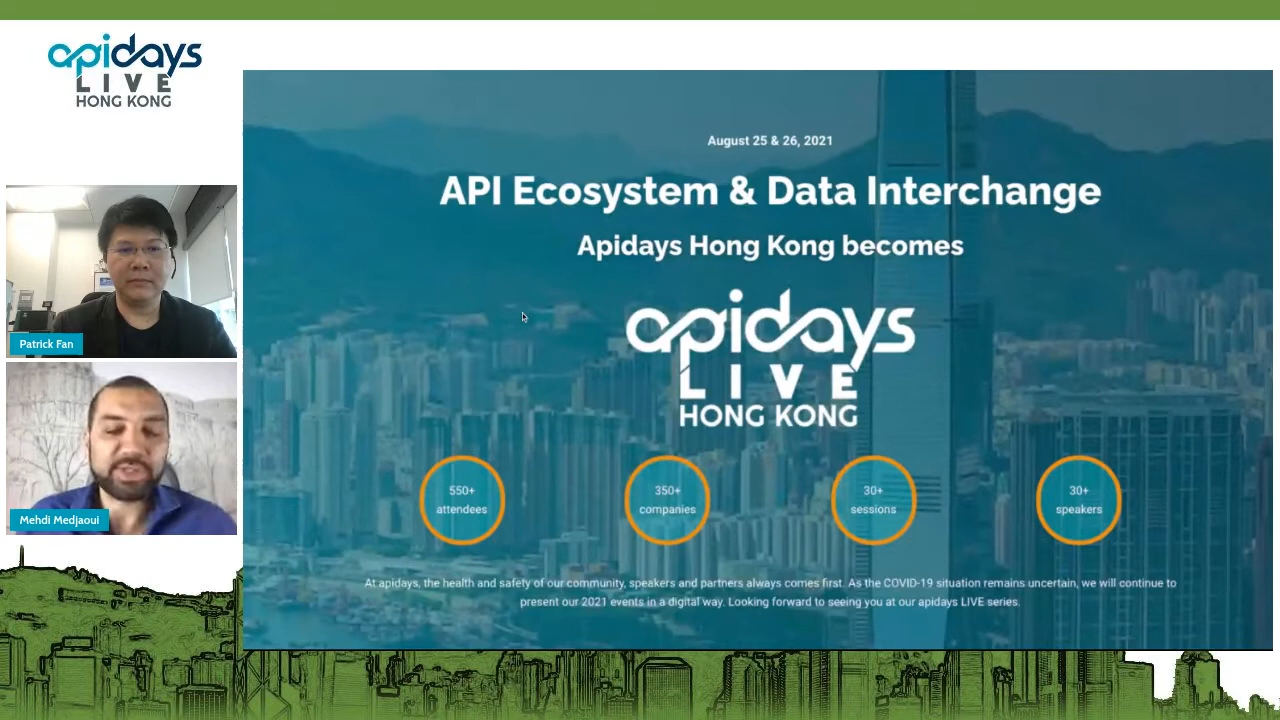 apidays
LIVE
HONG KONG
Patrick Fan
Mehdi Medjaoui
August 25 & 26, 2021
API Ecosystem & Data Interchange
Apidays Hong Kong becomes
apidays
LIVE
HONG KONG
550+
attendees
350+
companies
30+
sessions
30+
speakers
At apidays, the health and safety of our community, speakers and partners always comes first. As the COVID-19 situation remains uncertain, we will continue to
present our 2021 events in a digital way. Looking forward to seeing you at our apidays LIVE series.